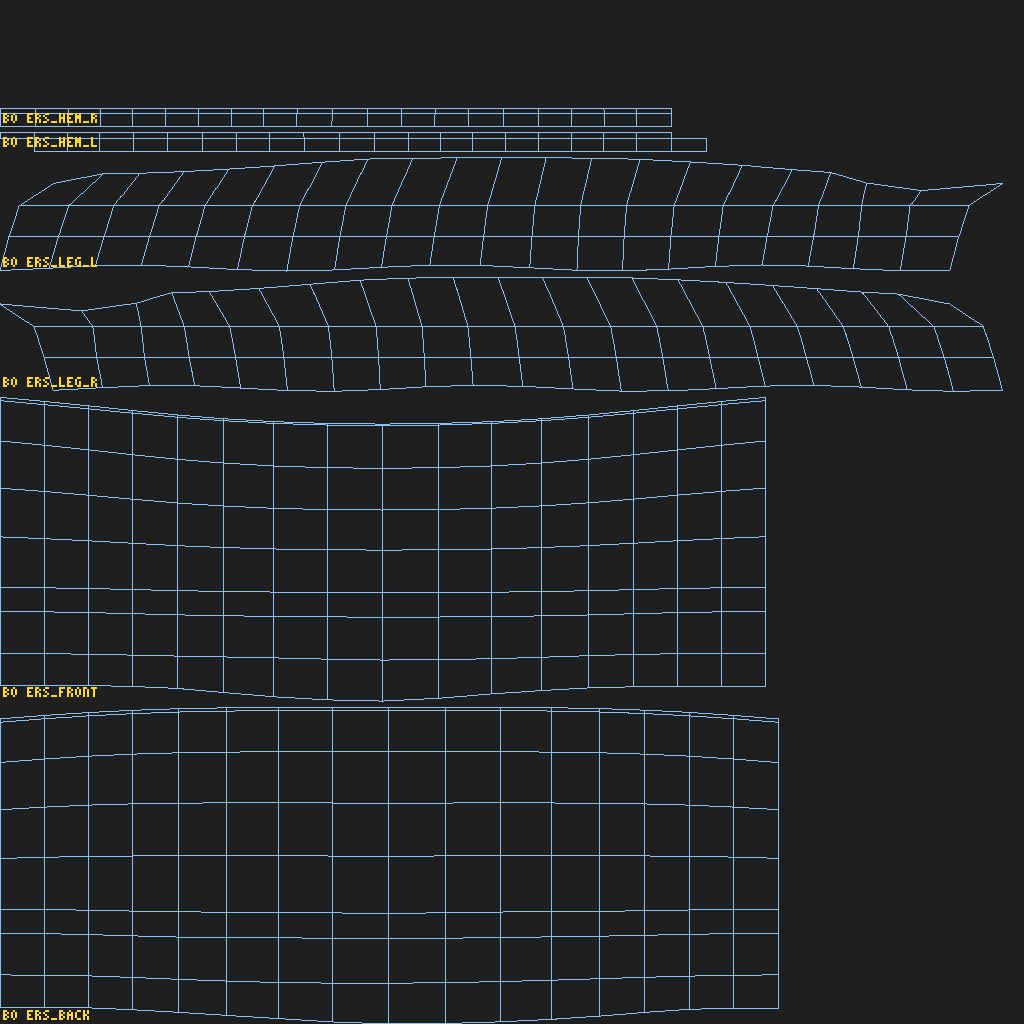 BO ERS_HEM_R
BO ERS_HEM_L
BO ERS_LEG_L
BO ERS_LEG_R
BO ERS_FRONT
BO ERS_BACK